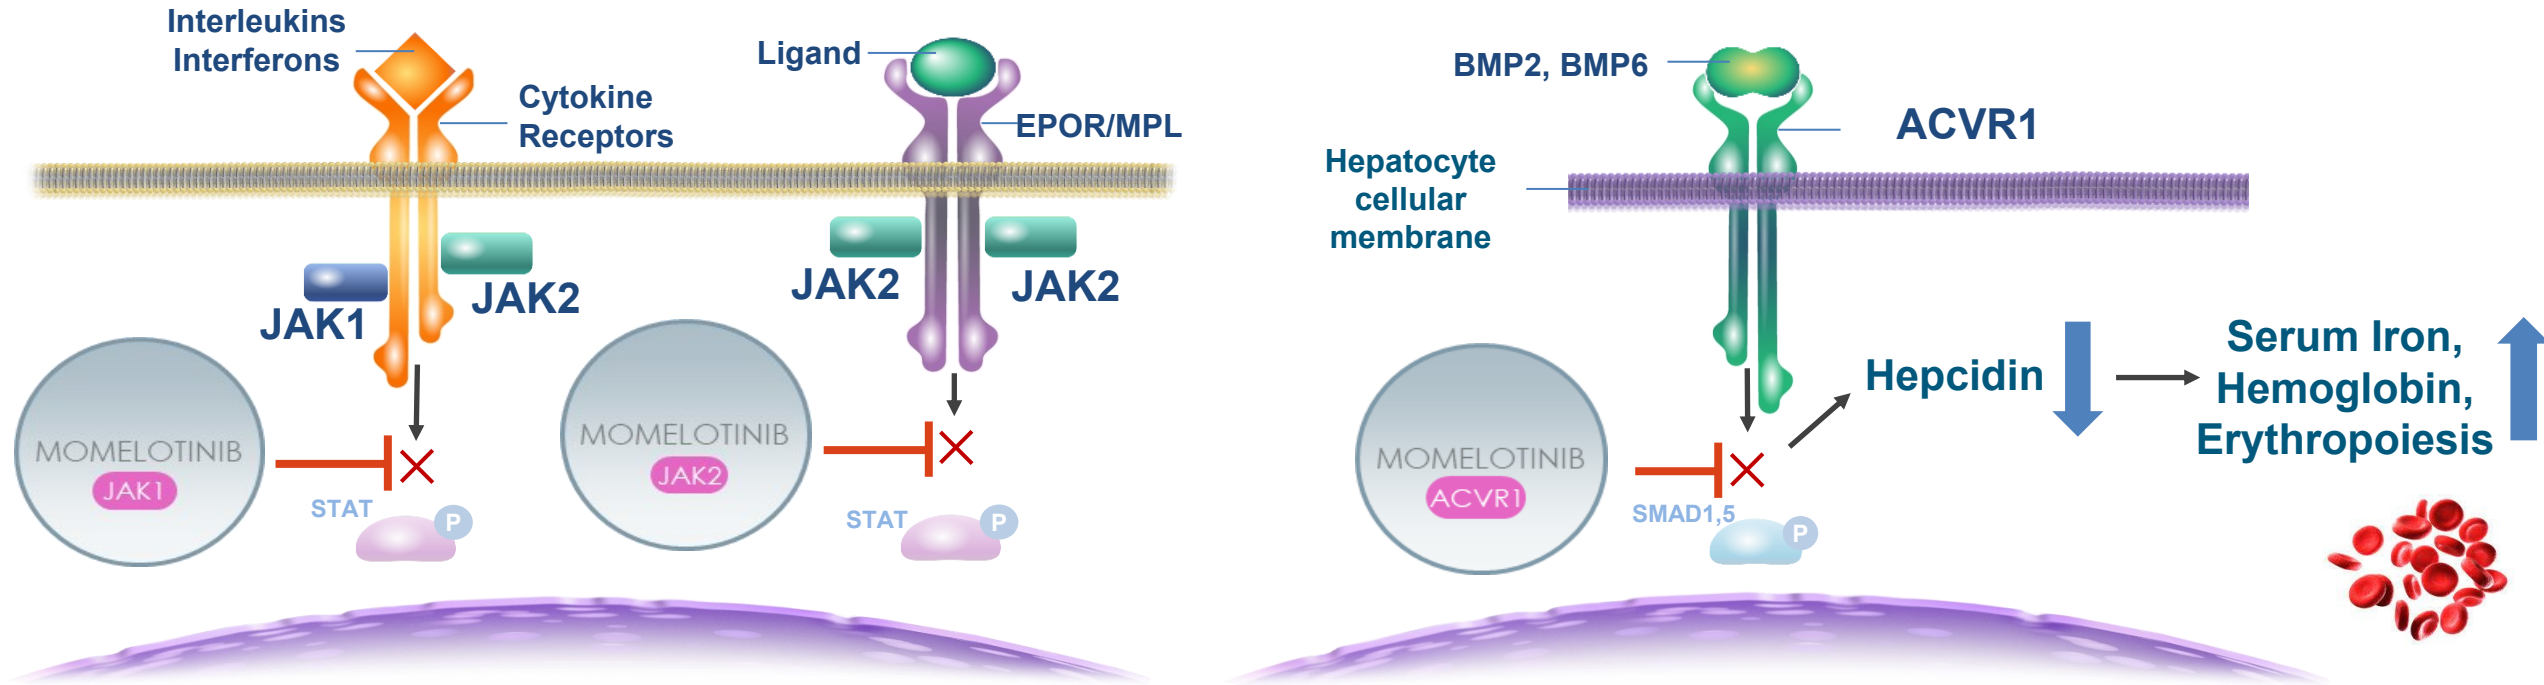 Interleukins
Interferons
Cytokine
Receptors
JAK1
JAK2
MOMELOTINIB
JAK1
STAT
P
Ligand
EPOR/MPL
JAK2
JAK2
MOMELOTINIB
JAK2
STAT
P
BMP2, BMP6
ACVR1
Hepatocyte
cellular
membrane
MOMELOTINIB
ACVR1
SMAD1,5
P
Hepcidin
Serum Iron,
Hemoglobin,
Erythropoiesis